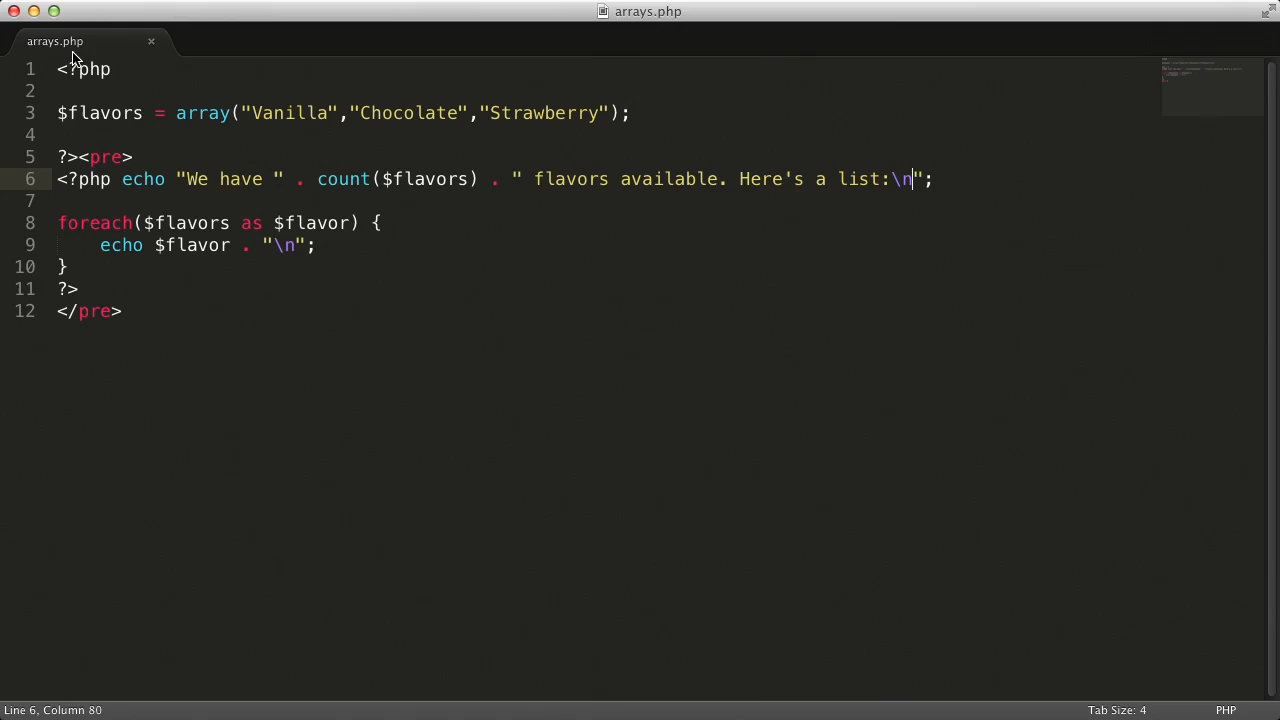 arrays.php
arrays.php ×
1 <?php
2
3 $flavors = array("Vanilla","Chocolate","Strawberry");
4
5 ?><pre>
6 <?php echo "We have " . count($flavors) . " flavors available. Here's a list:\n";
7
8 foreach($flavors as $flavor) {
9     echo $flavor . "\n";
10 }
11 ?>
12 </pre>
Line 6, Column 80 Tab Size: 4 PHP